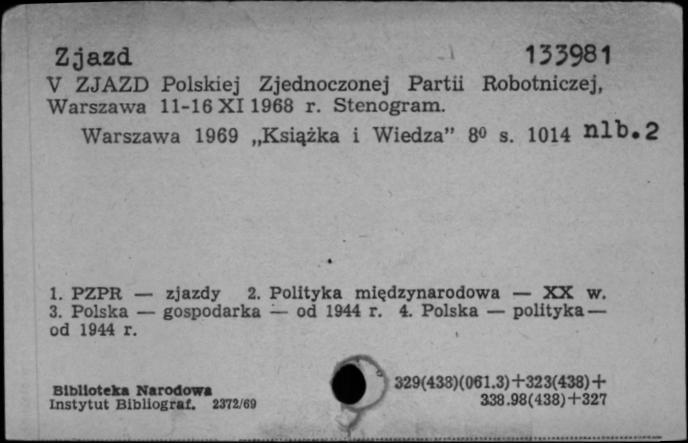 Zjazd 133981
V ZJAZD Polskiej Zjednoczonej Partii Robotniczej,
Warszawa 11-16 XI 1968 r. Stenogram.
Warszawa 1969 „Książka i Wiedza” 8⁰ s. 1014 nlb.2
1. PZPR — zjazdy 2. Polityka międzynarodowa — XX w.
3. Polska — gospodarka — od 1944 r. 4. Polska — polityka —
od 1944 r.
329(438)(061.3)+323(438)+
338.98(438)+327
Biblioteka Narodowa
Instytut Bibliograf. 2372/69